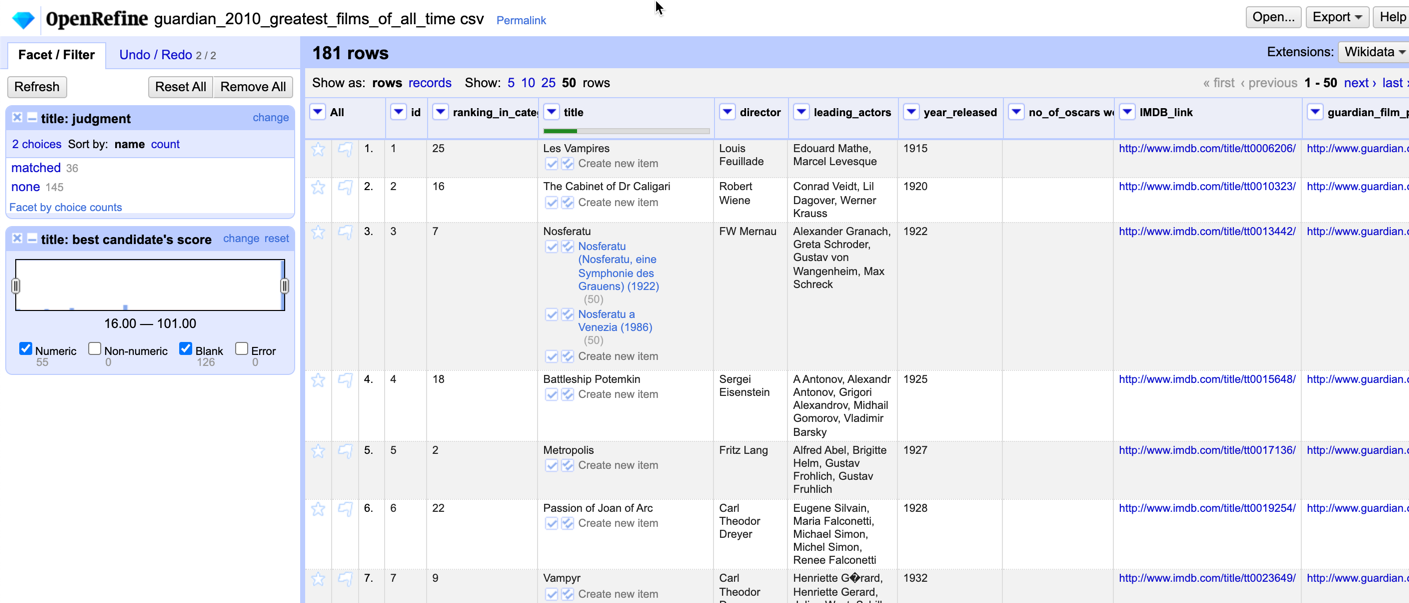 OpenRefine guardian_2010_greatest_films_of_all_time csv Permalink
Open... Export Help
Facet / Filter Undo / Redo 2 / 2
Refresh Reset All Remove All
title: judgment change
2 choices Sort by: name count
matched 36
none 145
Facet by choice counts
title: best candidate's score change reset
16.00 — 101.00
Numeric Non-numeric Blank Error
55 0 126 0
181 rows
Extensions: Wikidata
Show as: rows records Show: 5 10 25 50 rows
« first ‹ previous 1 - 50 next › last
All id ranking_in_cate title director leading_actors year_released no_of_oscars IMDB_link guardian_film_
1. 1 25 Les Vampires Louis Edouard Mathe, 1915 http://www.imdb.com/title/tt0006206/ http://www.guardian.
Create new item Feuillade Marcel Levesque
2. 2 16 The Cabinet of Dr Caligari Robert Conrad Veidt, Lil 1920 http://www.imdb.com/title/tt0010323/ http://www.guardian.
Create new item Wiene Dagover, Werner
Krauss
3. 3 7 Nosferatu FW Mernau Alexander Granach, 1922 http://www.imdb.com/title/tt0013442/ http://www.guardian.
Nosferatu Greta Schroder,
(Nosferatu, eine Gustav von
Symphonie des Wangenheim, Max
Grauens) (1922) Schreck
(50)
Nosferatu a
Venezia (1986)
(50)
Create new item
4. 4 18 Battleship Potemkin Sergei A Antonov, Alexandr 1925 http://www.imdb.com/title/tt0015648/ http://www.guardian.
Create new item Eisenstein Antonov, Grigori
Alexandrov, Midhail
Gomorov, Vladimir
Barsky
5. 5 2 Metropolis Fritz Lang Alfred Abel, Brigitte 1927 http://www.imdb.com/title/tt0017136/ http://www.guardian.
Create new item Helm, Gustav
Frohlich, Gustav
Fruhlich
6. 6 22 Passion of Joan of Arc Carl Eugene Silvain, 1928 http://www.imdb.com/title/tt0019254/ http://www.guardian.
Create new item Theodor Maria Falconetti,
Dreyer Michael Simon,
Michel Simon,
Renee Falconetti
7. 7 9 Vampyr Carl Henriette G�rard, 1932 http://www.imdb.com/title/tt0023649/ http://www.guardian.
Create new item Theodor Henriette Gerard,